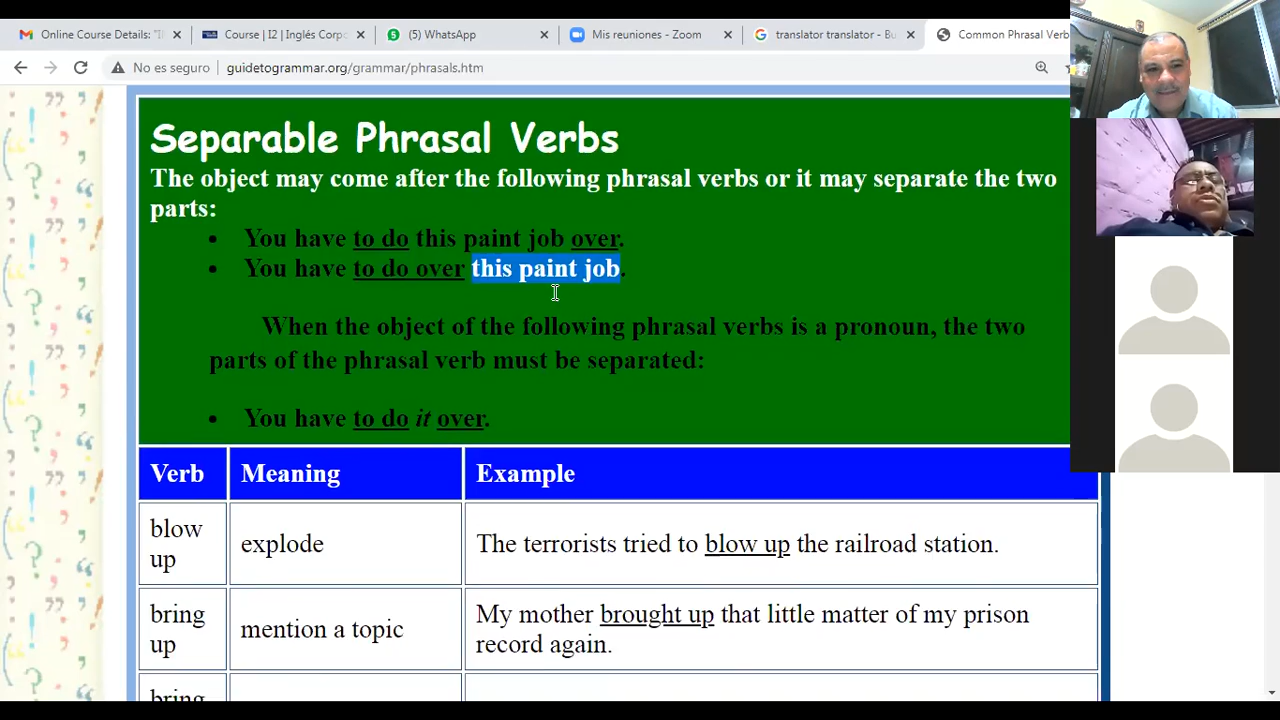 Online Course Details: "I
Course | I2 | Inglés Corpo
(5) WhatsApp
Mis reuniones - Zoom
translator translator - Bu
Common Phrasal Verb
No es seguro
guidetogrammar.org/grammar/phrasals.htm
Separable Phrasal Verbs
The object may come after the following phrasal verbs or it may separate the two
parts:
• You have to do this paint job over.
• You have to do over this paint job.
When the object of the following phrasal verbs is a pronoun, the two
parts of the phrasal verb must be separated:
• You have to do it over.
Verb Meaning Example
blow
up
explode
The terrorists tried to blow up the railroad station.
bring
up
mention a topic
My mother brought up that little matter of my prison
record again.
bring